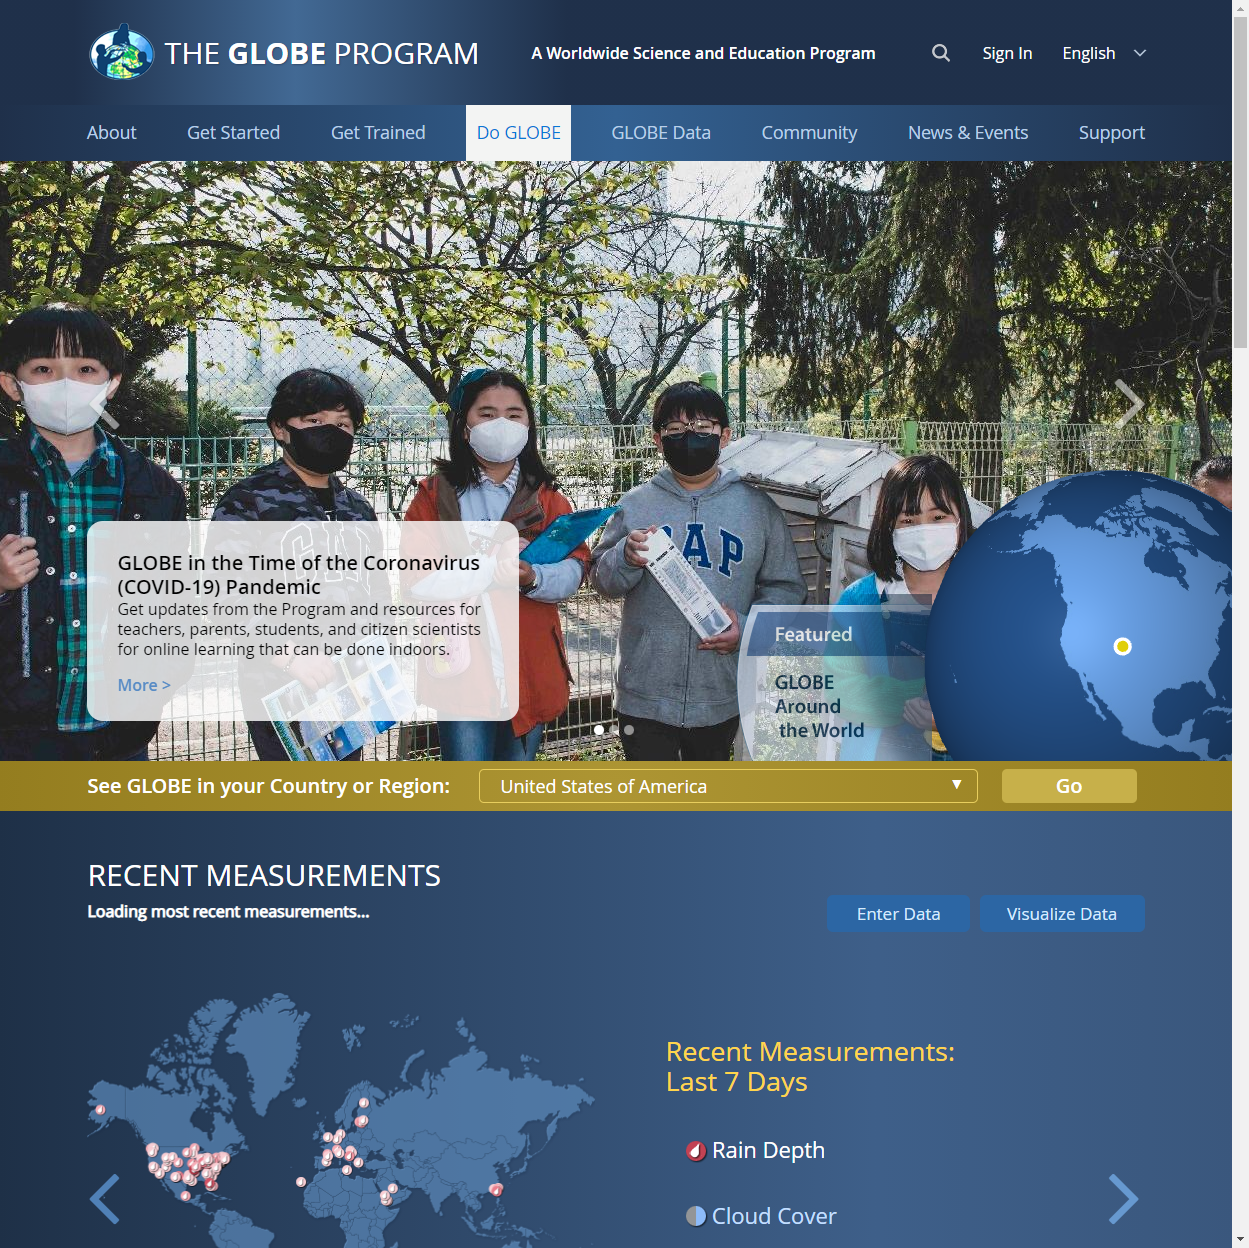 THE GLOBE PROGRAM
A Worldwide Science and Education Program
Sign In
English
About
Get Started
Get Trained
Do GLOBE
GLOBE Data
Community
News & Events
Support
GAP
GLOBE in the Time of the Coronavirus
(COVID-19) Pandemic
Get updates from the Program and resources for
teachers, parents, students, and citizen scientists
for online learning that can be done indoors.
More >
Featured
GLOBE
Around
the World
See GLOBE in your Country or Region:
United States of America
Go
RECENT MEASUREMENTS
Loading most recent measurements...
Enter Data
Visualize Data
Recent Measurements:
Last 7 Days
Rain Depth
Cloud Cover